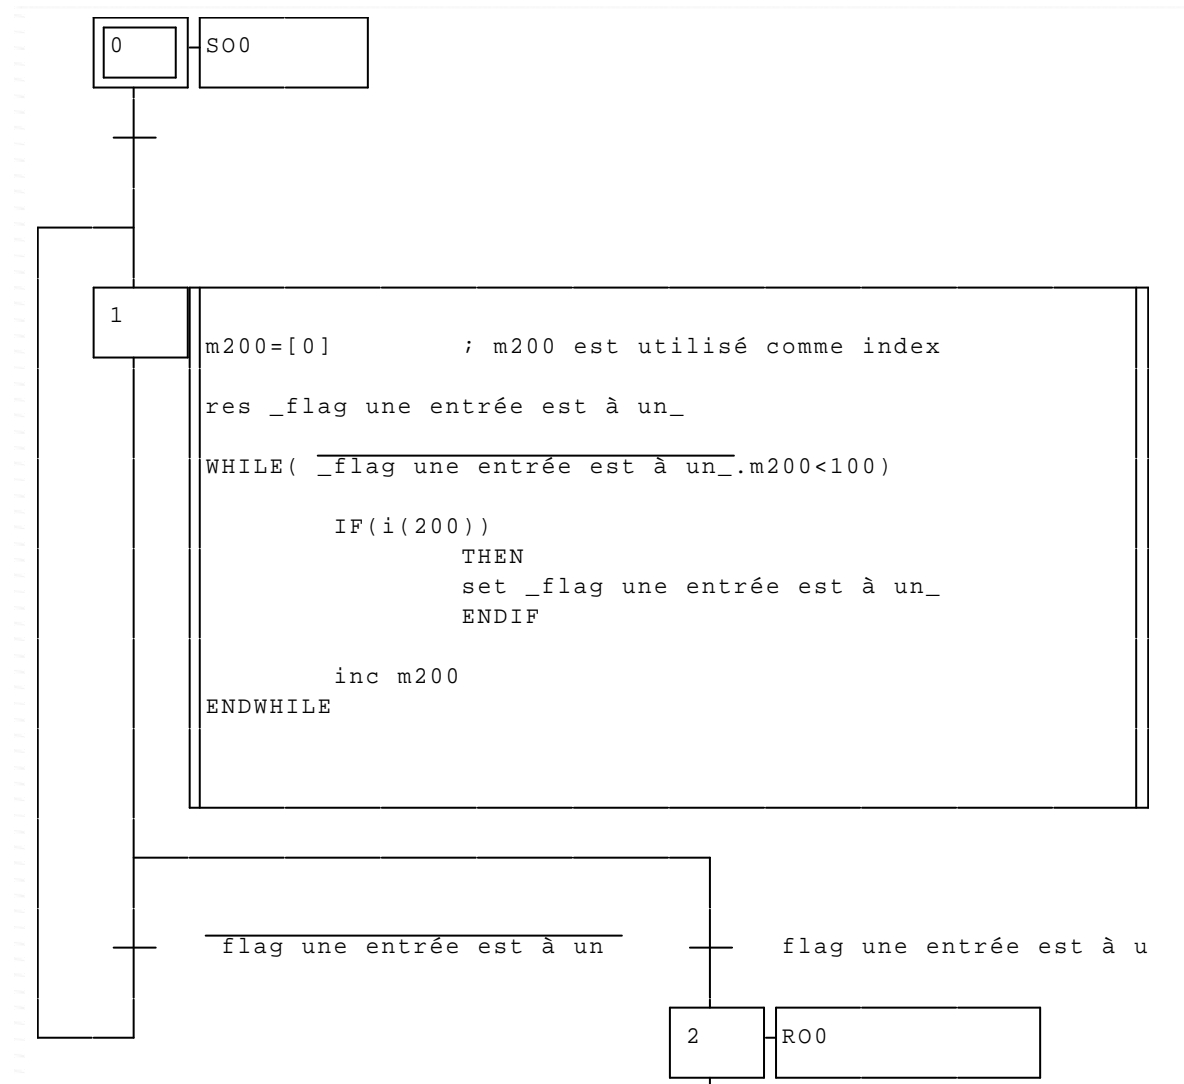 0 SO0
1
m200=[0] ; m200 est utilisé comme index
res _flag une entrée est à un_
WHILE( _flag une entrée est à un_.m200<100)
IF(i(200))
THEN
set _flag une entrée est à un_
ENDIF
inc m200
ENDWHILE
flag une entrée est à un flag une entrée est à u
2 RO0